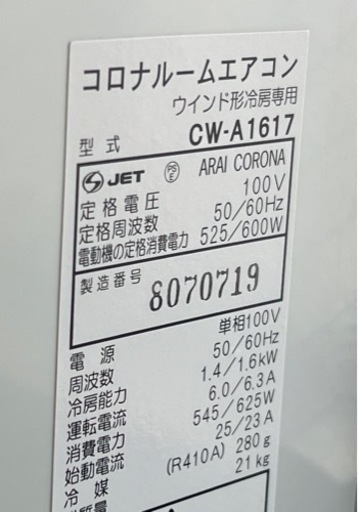 コロナルームエアコン
ウインド形冷房専用
型式 CW-A1617
JET PSE ARAI CORONA
定格電圧 100V
定格周波数 50/60Hz
電動機の定格消費電力 525/600W
製造番号 8070719
電源 単相100V
周波数 50/60Hz
冷房能力 1.4/1.6kW
運転電流 6.0/6.3A
消費電力 545/625W
始動電流 25/23A
冷媒 (R410A) 280g
質量 21kg